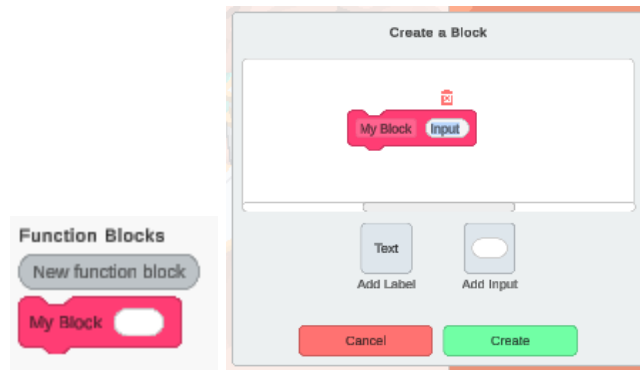 Function Blocks
New function block
My Block
Create a Block
My Block Input
Text
Add Label Add Input
Cancel Create